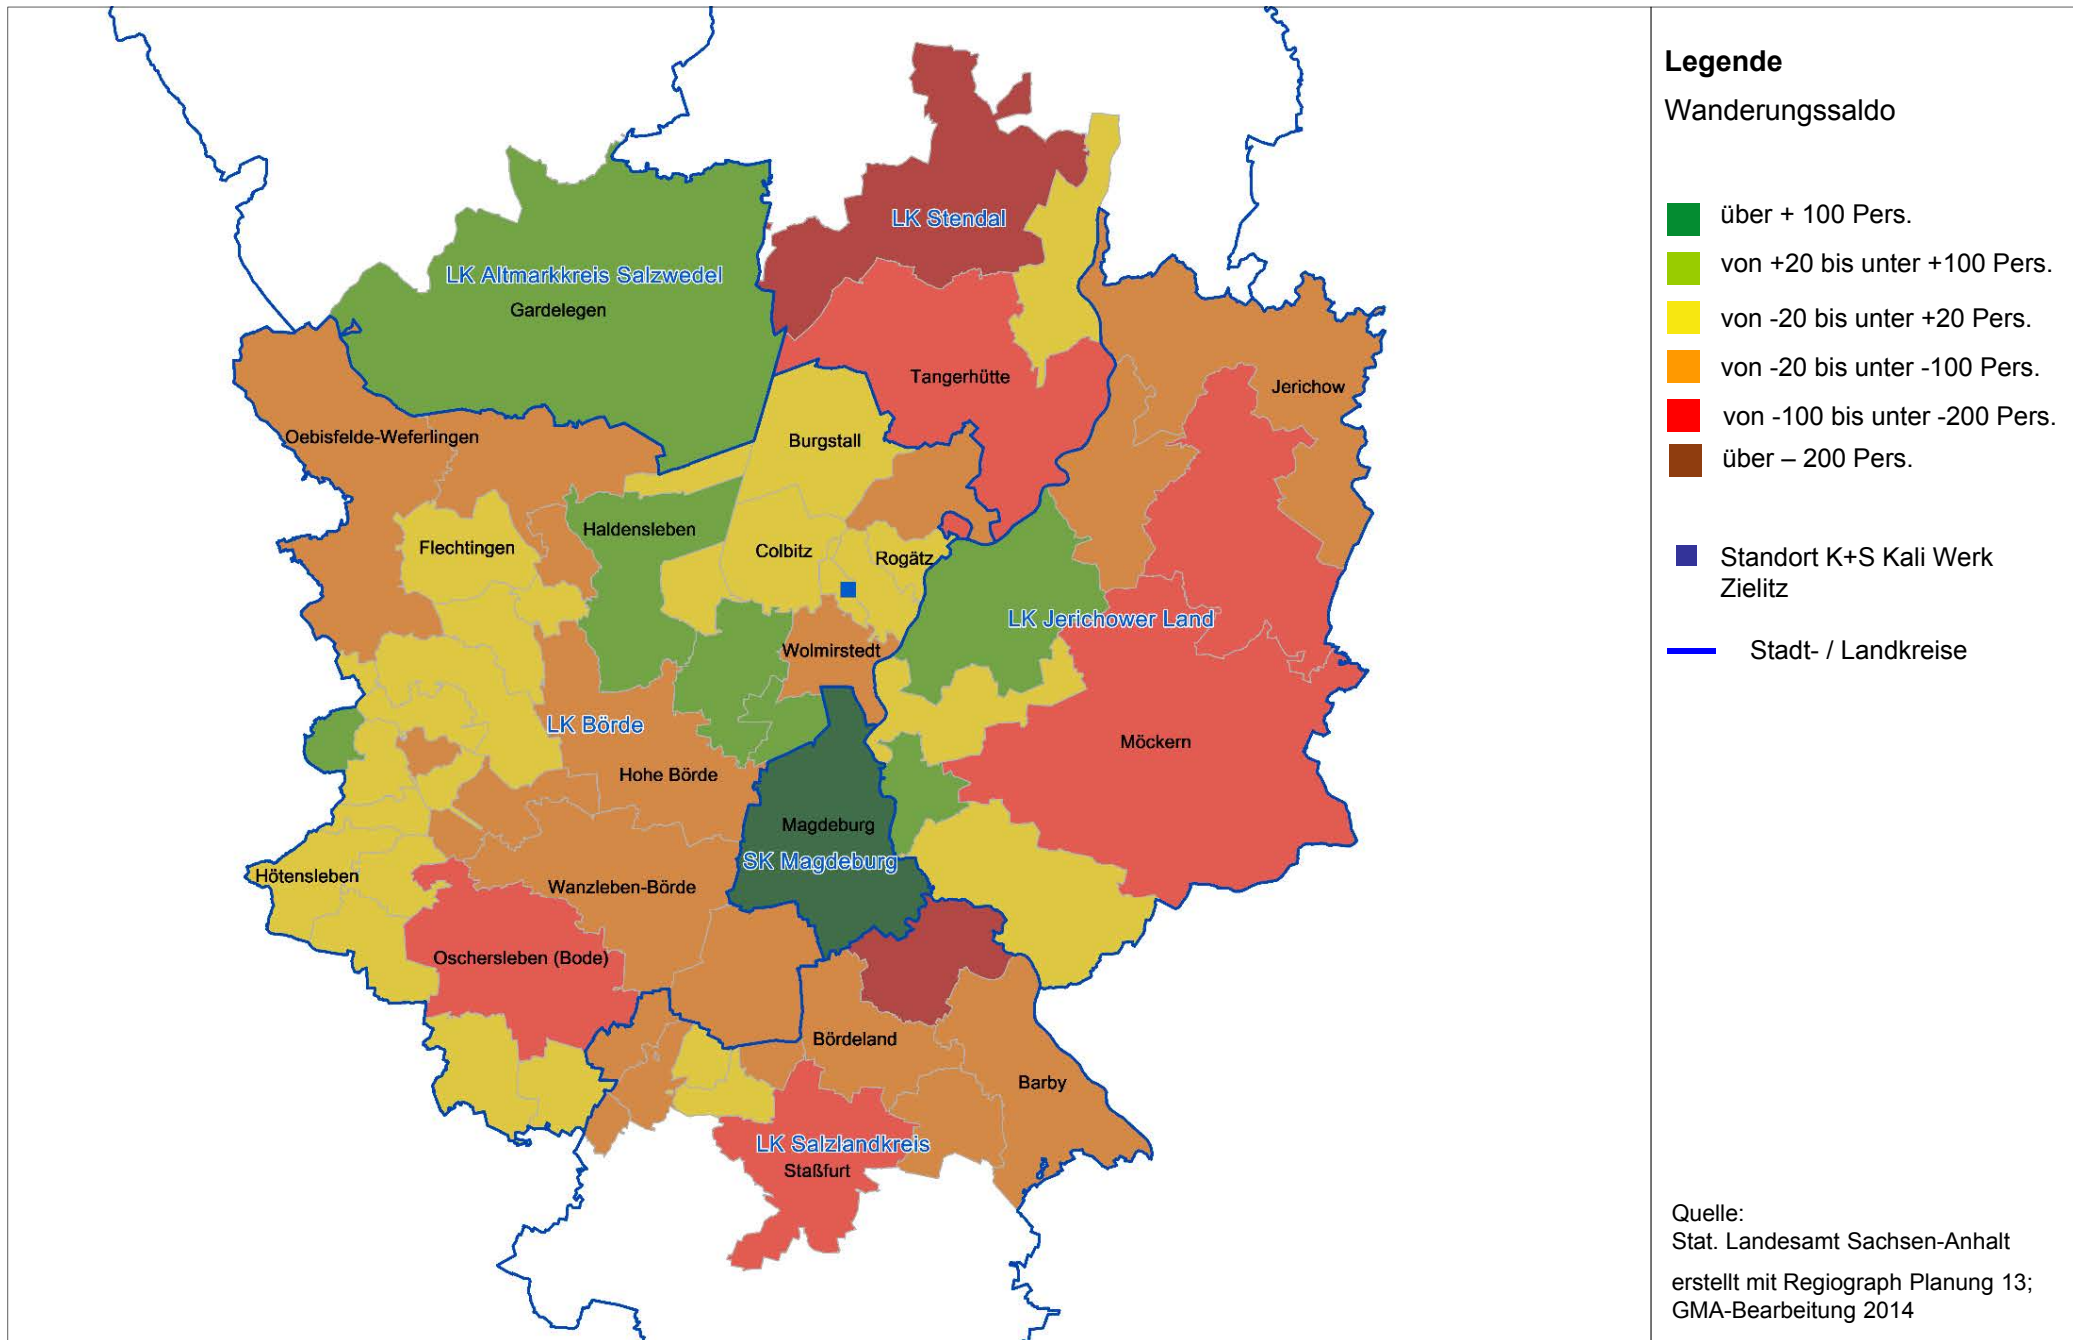 LK Stendal
LK Altmarkkreis Salzwedel
Gardelegen
Tangerhütte
Jerichow
Oebisfelde-Weferlingen
Burgstall
Haldensleben
Flechtingen
Colbitz
Rogätz
LK Jerichower Land
Wolmirstedt
LK Börde
Möckern
Hohe Börde
Magdeburg
SK Magdeburg
Hötensleben
Wanzleben-Börde
Oschersleben (Bode)
Bördeland
Barby
LK Salzlandkreis
Staßfurt
Legende
Wanderungssaldo
über + 100 Pers.
von +20 bis unter +100 Pers.
von -20 bis unter +20 Pers.
von -20 bis unter -100 Pers.
von -100 bis unter -200 Pers.
über – 200 Pers.
Standort K+S Kali Werk
Zielitz
Stadt- / Landkreise
Quelle:
Stat. Landesamt Sachsen-Anhalt
erstellt mit Regiograph Planung 13;
GMA-Bearbeitung 2014